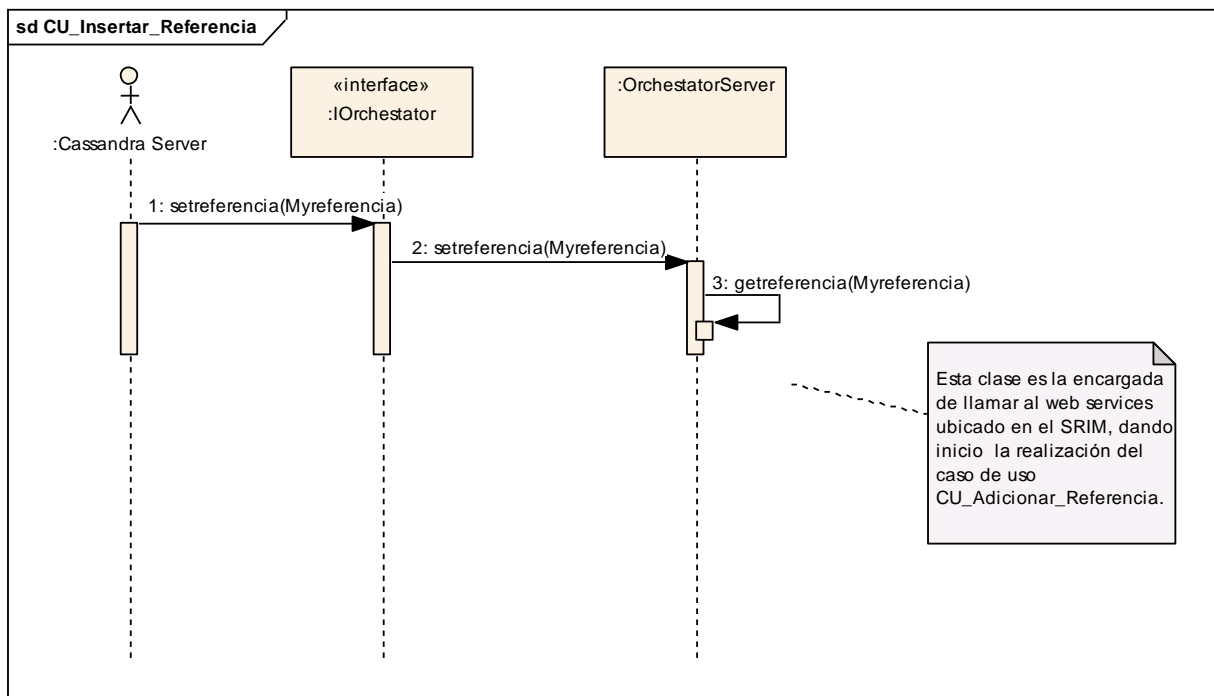 sd CU_Insertar_Referencia
:Cassandra Server
«interface»
:IOrchestator
:OrchestatorServer
1: setreferencia(Myreferencia)
2: setreferencia(Myreferencia)
3: getreferencia(Myreferencia)
Esta clase es la encargada
de llamar al web services
ubicado en el SRIM, dando
inicio la realización del
caso de uso
CU_Adicionar_Referencia.